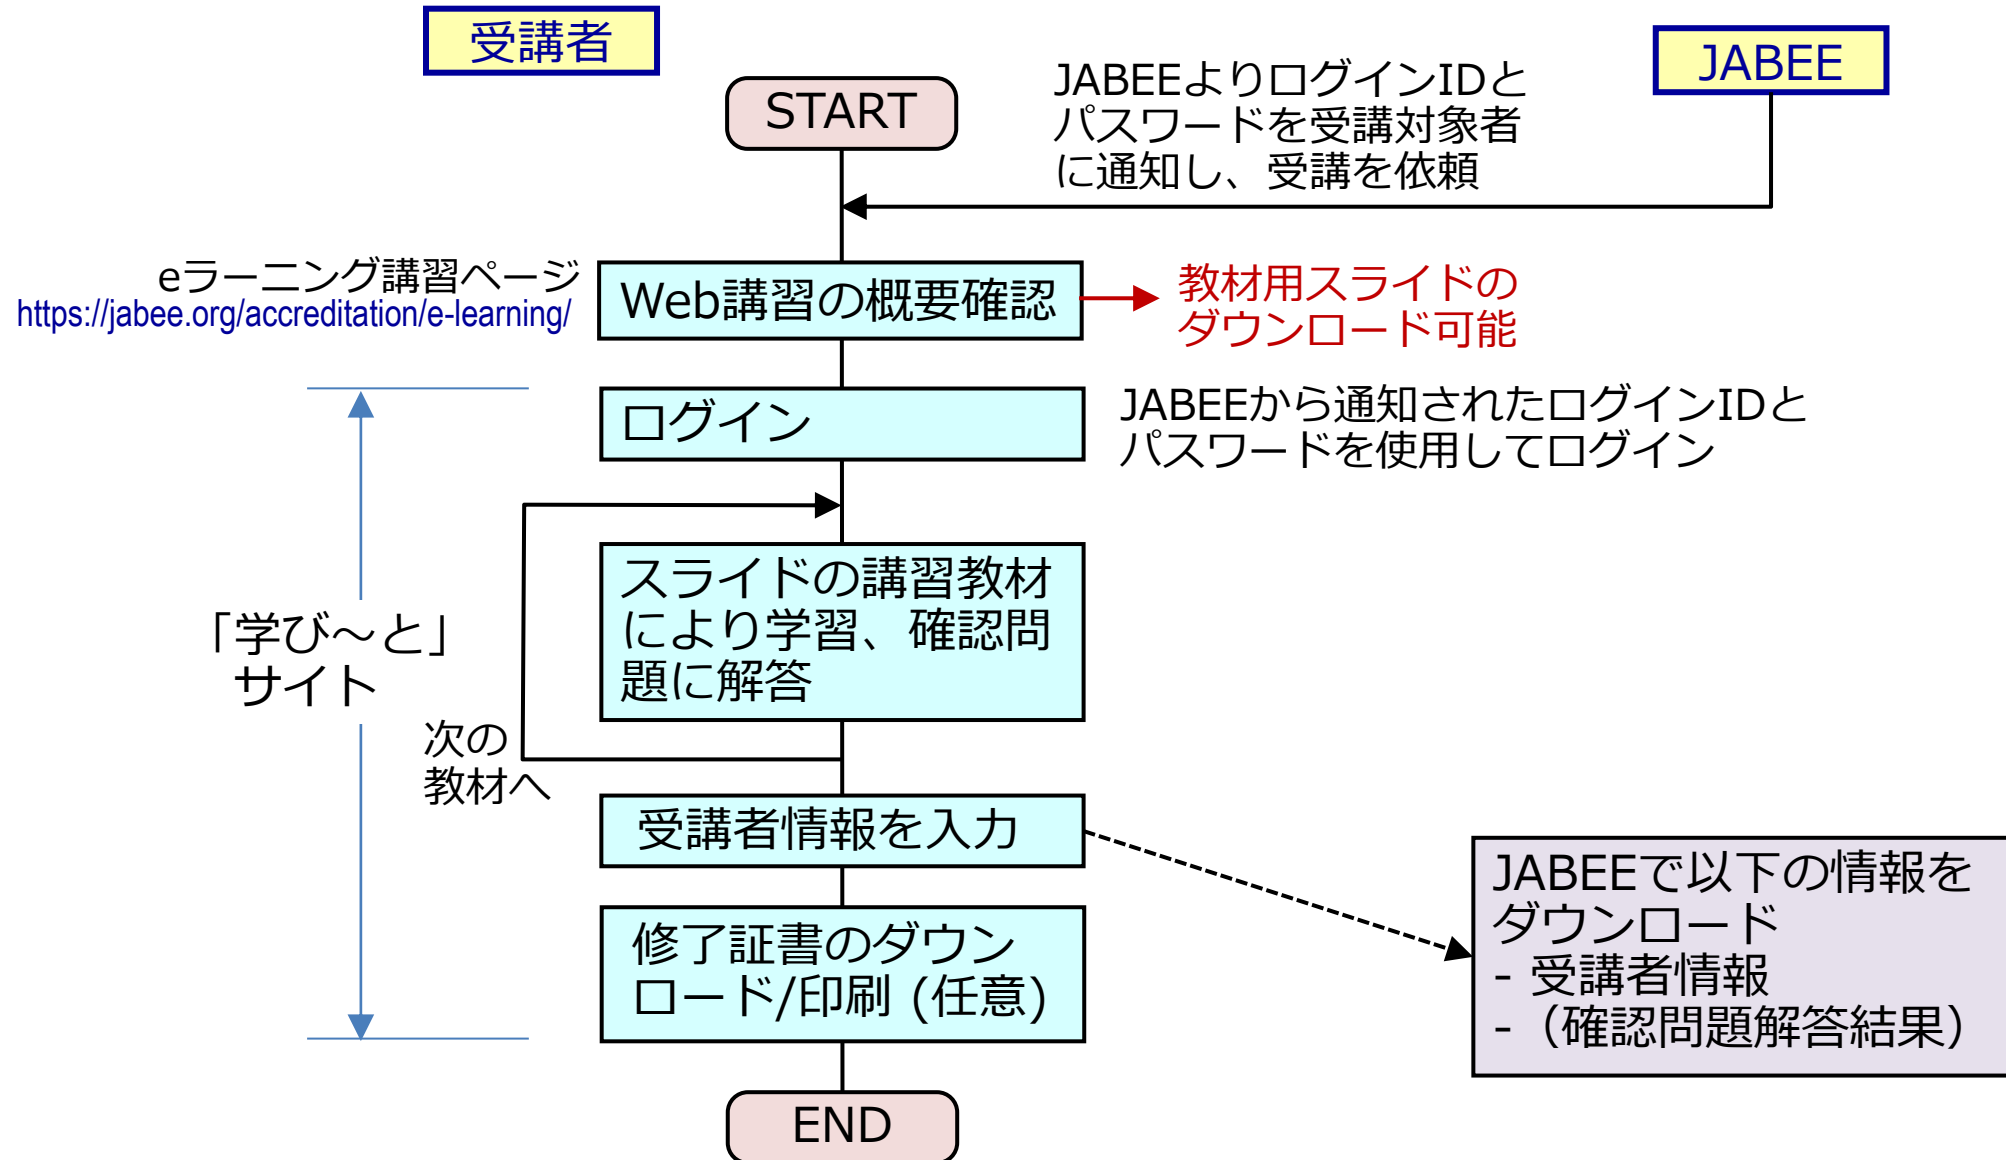 受講者
JABEE
START
JABEEよりログインIDと
パスワードを受講対象者
に通知し、受講を依頼
eラーニング講習ページ
https://jabee.org/accreditation/e-learning/
Web講習の概要確認
教材用スライドの
ダウンロード可能
ログイン
JABEEから通知されたログインIDと
パスワードを使用してログイン
スライドの講習教材
により学習、確認問
題に解答
「学び～と」
サイト
次の
教材へ
受講者情報を入力
修了証書のダウン
ロード/印刷 (任意)
JABEEで以下の情報を
ダウンロード
- 受講者情報
-（確認問題解答結果）
END